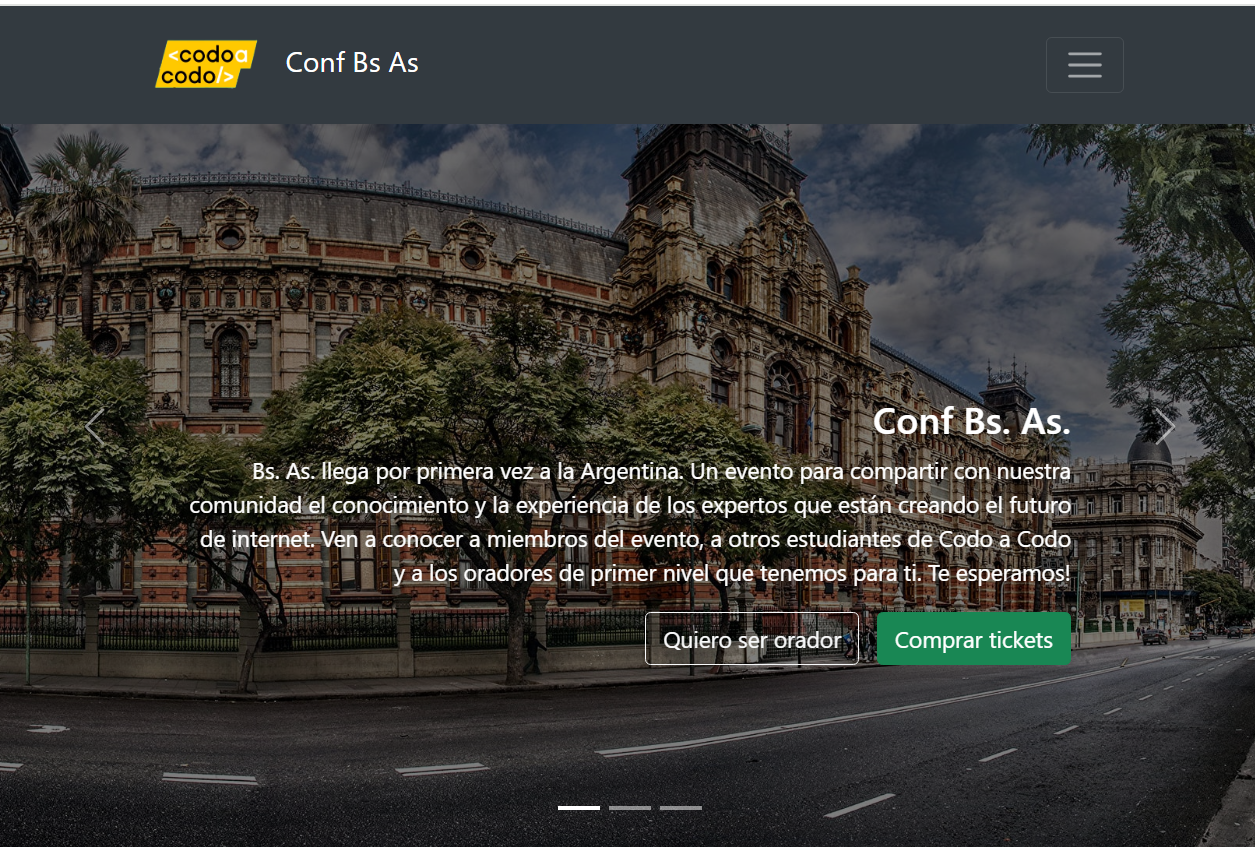 <codo a
codo/>
Conf Bs As
Conf Bs. As.
Bs. As. llega por primera vez a la Argentina. Un evento para compartir con nuestra
comunidad el conocimiento y la experiencia de los expertos que están creando el futuro
de internet. Ven a conocer a miembros del evento, a otros estudiantes de Codo a Codo
y a los oradores de primer nivel que tenemos para ti. Te esperamos!
Quiero ser orador
Comprar tickets